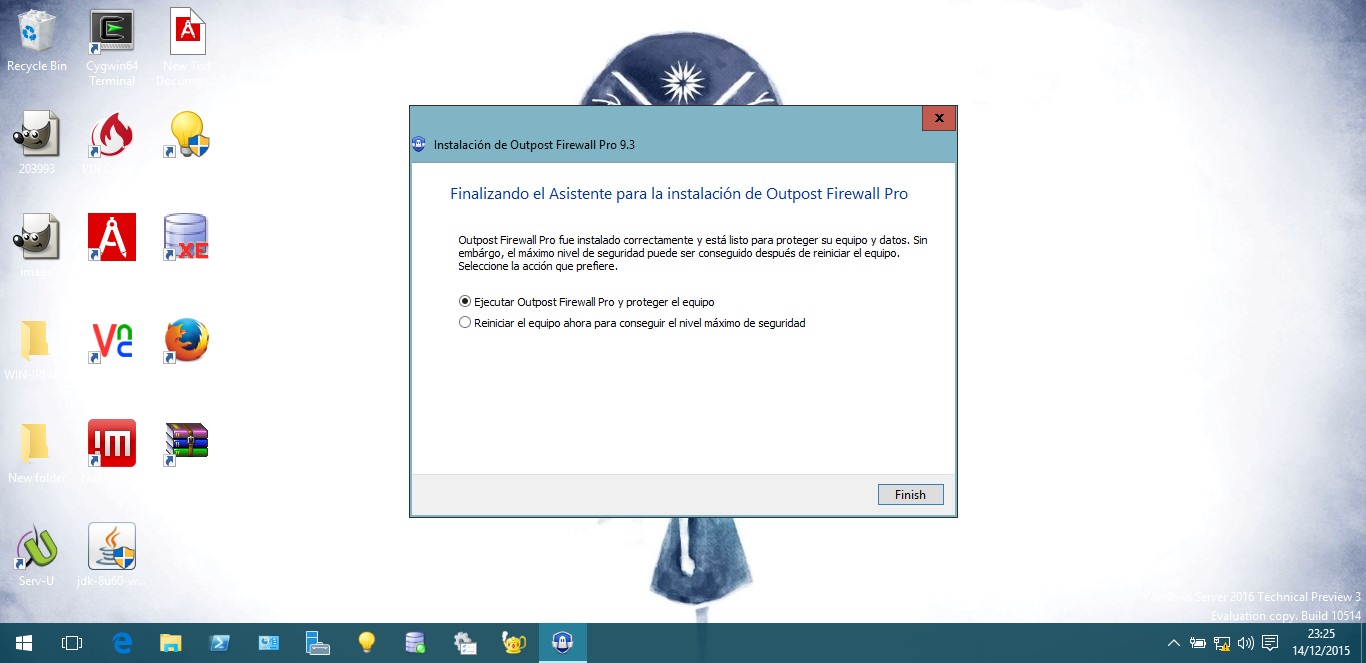 Recycle Bin
Cygwin64 Terminal
New Text Documen...
203993
Instalación de Outpost Firewall Pro 9.3
x
Finalizando el Asistente para la instalación de Outpost Firewall Pro
Outpost Firewall Pro fue instalado correctamente y está listo para proteger su equipo y datos. Sin
embárgo, el máximo nivel de seguridad puede ser conseguido después de reiniciar el equipo.
Seleccione la acción que prefiere.
Ejecutar Outpost Firewall Pro y proteger el equipo
Reiniciar el equipo ahora para conseguir el nivel máximo de seguridad
Finish
XE
New folder
Serv-U
jdk-8u60-w...
Windows Server 2016 Technical Preview 3
Evaluation copy. Build 10514
23:25
14/12/2015